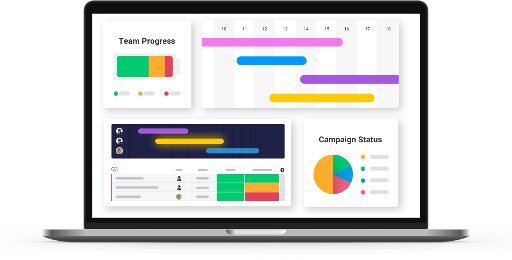 Team Progress
10 11 12 13 14 15 16 17 18
Campaign Status